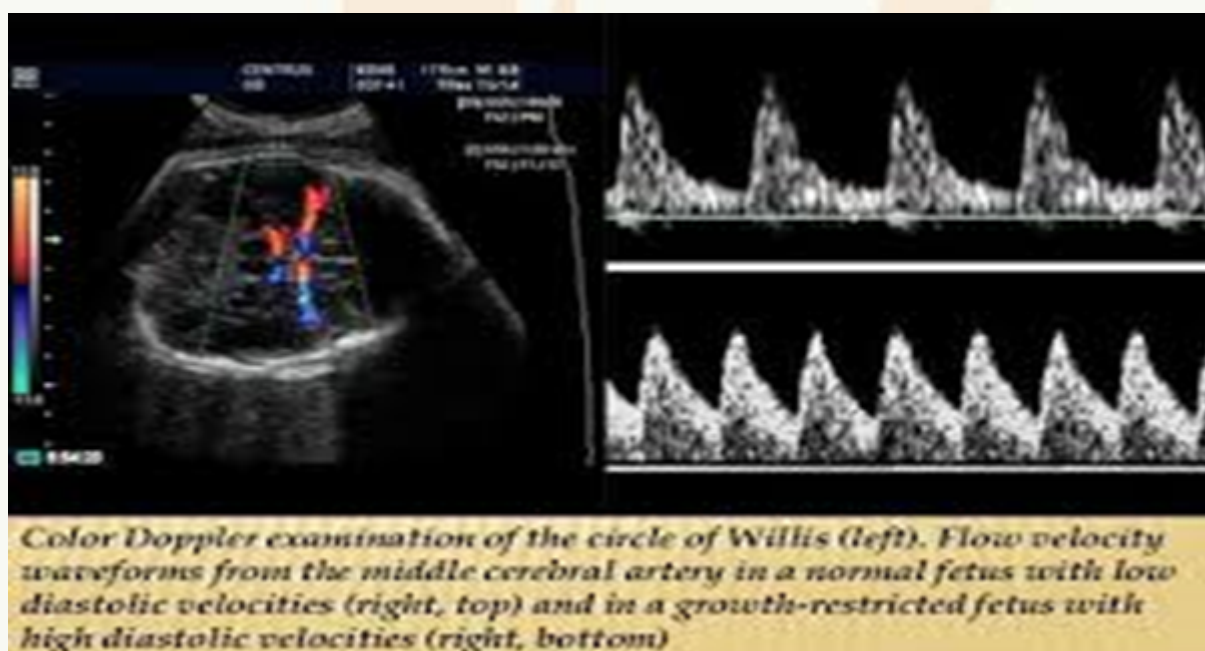 Color Doppler examination of the circle of Willis (left). Flow velocity
waveforms from the middle cerebral artery in a normal fetus with low
diastolic velocities (right, top) and in a growth-restricted fetus with
high diastolic velocities (right, bottom)